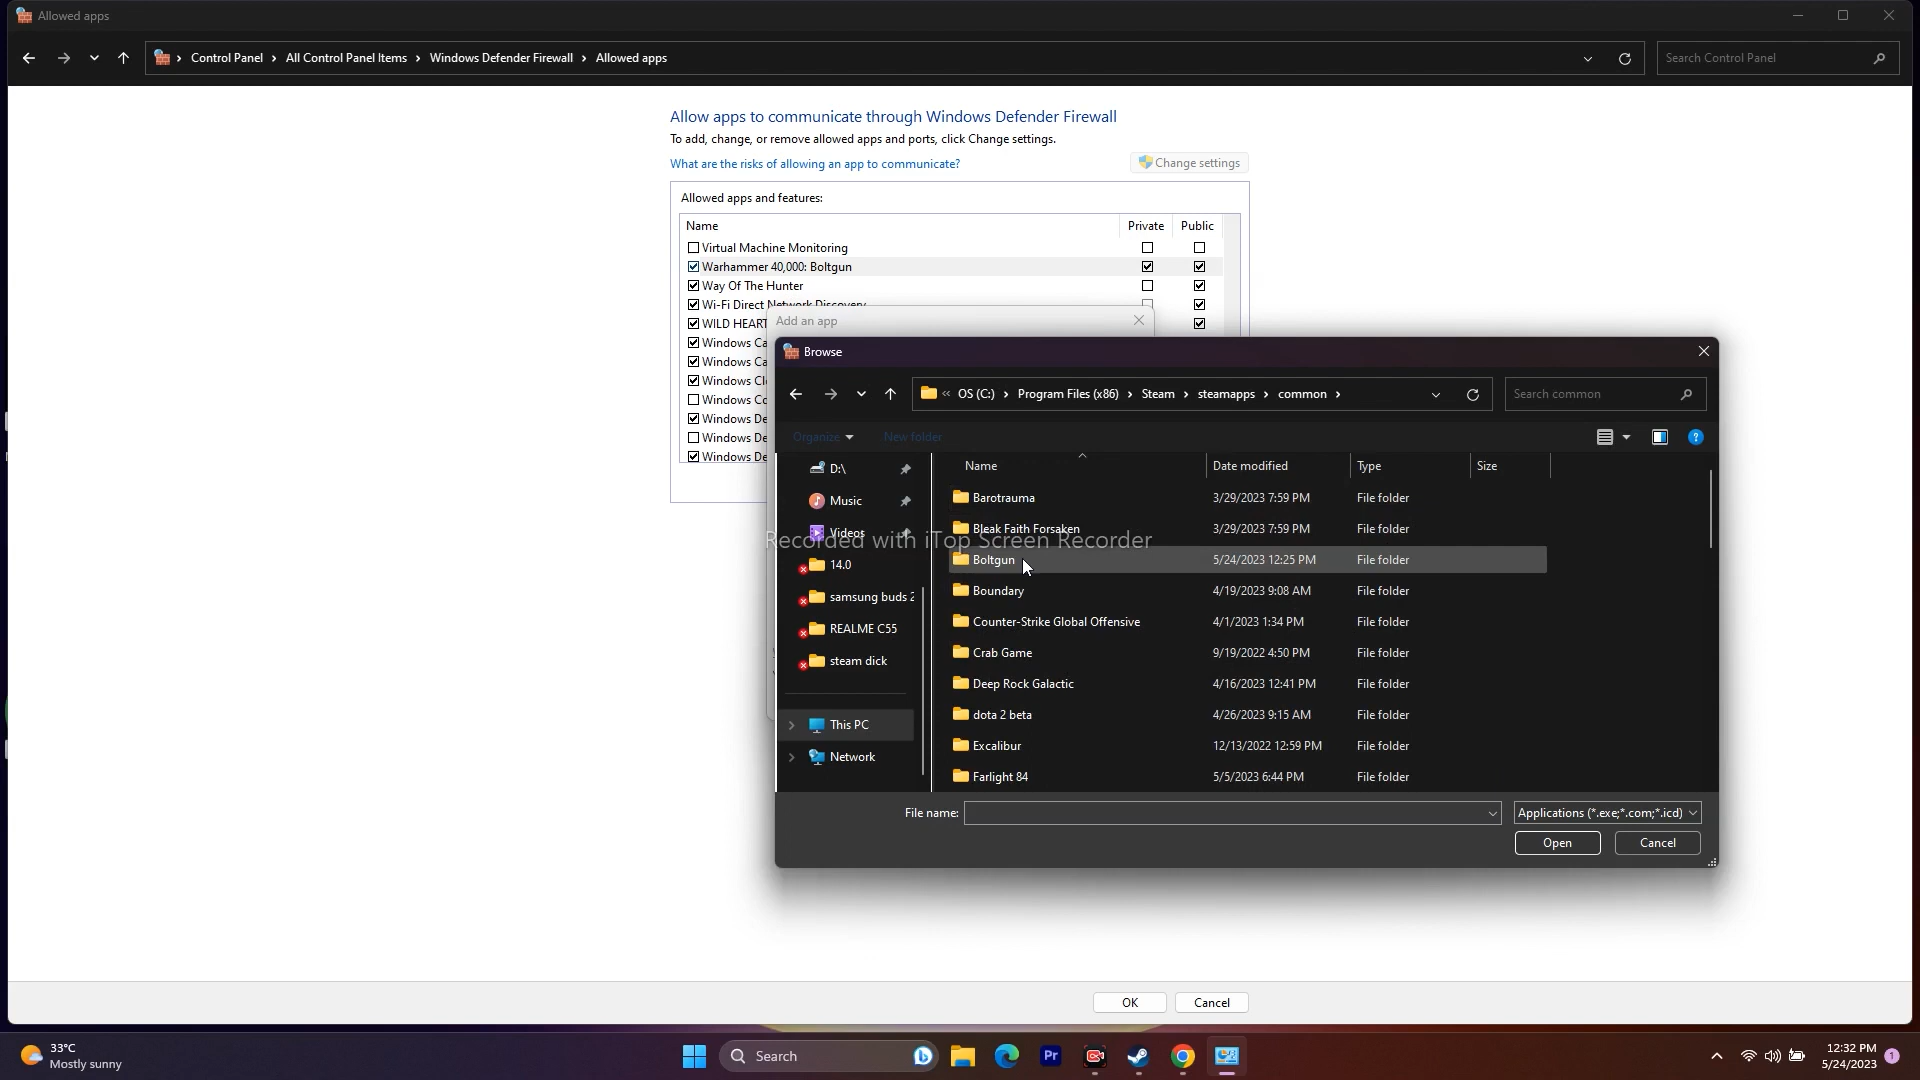 Allowed apps
Control Panel > All Control Panel Items > Windows Defender Firewall > Allowed apps
Search Control Panel
Allow apps to communicate through Windows Defender Firewall
To add, change, or remove allowed apps and ports, click Change settings.
What are the risks of allowing an app to communicate?
Change settings
Allowed apps and features:
Name Private Public
Virtual Machine Monitoring
Warhammer 40,000: Boltgun
Way Of The Hunter
Wi-Fi Direct Network Discovery
WILD HEART
Windows Ca
Windows Ca
Windows Cl
Windows Co
Windows De
Windows De
Windows De
Add an app
Browse
« OS (C:) > Program Files (x86) > Steam > steamapps > common >
Search common
Organize New folder
D:\
Music
Videos
14.0
samsung buds 2
REALME C55
steam dick
This PC
Network
Name Date modified Type Size
Barotrauma 3/29/2023 7:59 PM File folder
Bleak Faith Forsaken 3/29/2023 7:59 PM File folder
Boltgun 5/24/2023 12:25 PM File folder
Boundary 4/19/2023 9:08 AM File folder
Counter-Strike Global Offensive 4/1/2023 1:34 PM File folder
Crab Game 9/19/2022 4:50 PM File folder
Deep Rock Galactic 4/16/2023 12:41 PM File folder
dota 2 beta 4/26/2023 9:15 AM File folder
Excalibur 12/13/2022 12:59 PM File folder
Farlight 84 5/5/2023 6:44 PM File folder
Recorded with iTop Screen Recorder
File name: Applications (*.exe;*.com;*.icd)
Open Cancel
OK Cancel
33°C
Mostly sunny
Search
Pr
12:32 PM
5/24/2023
1